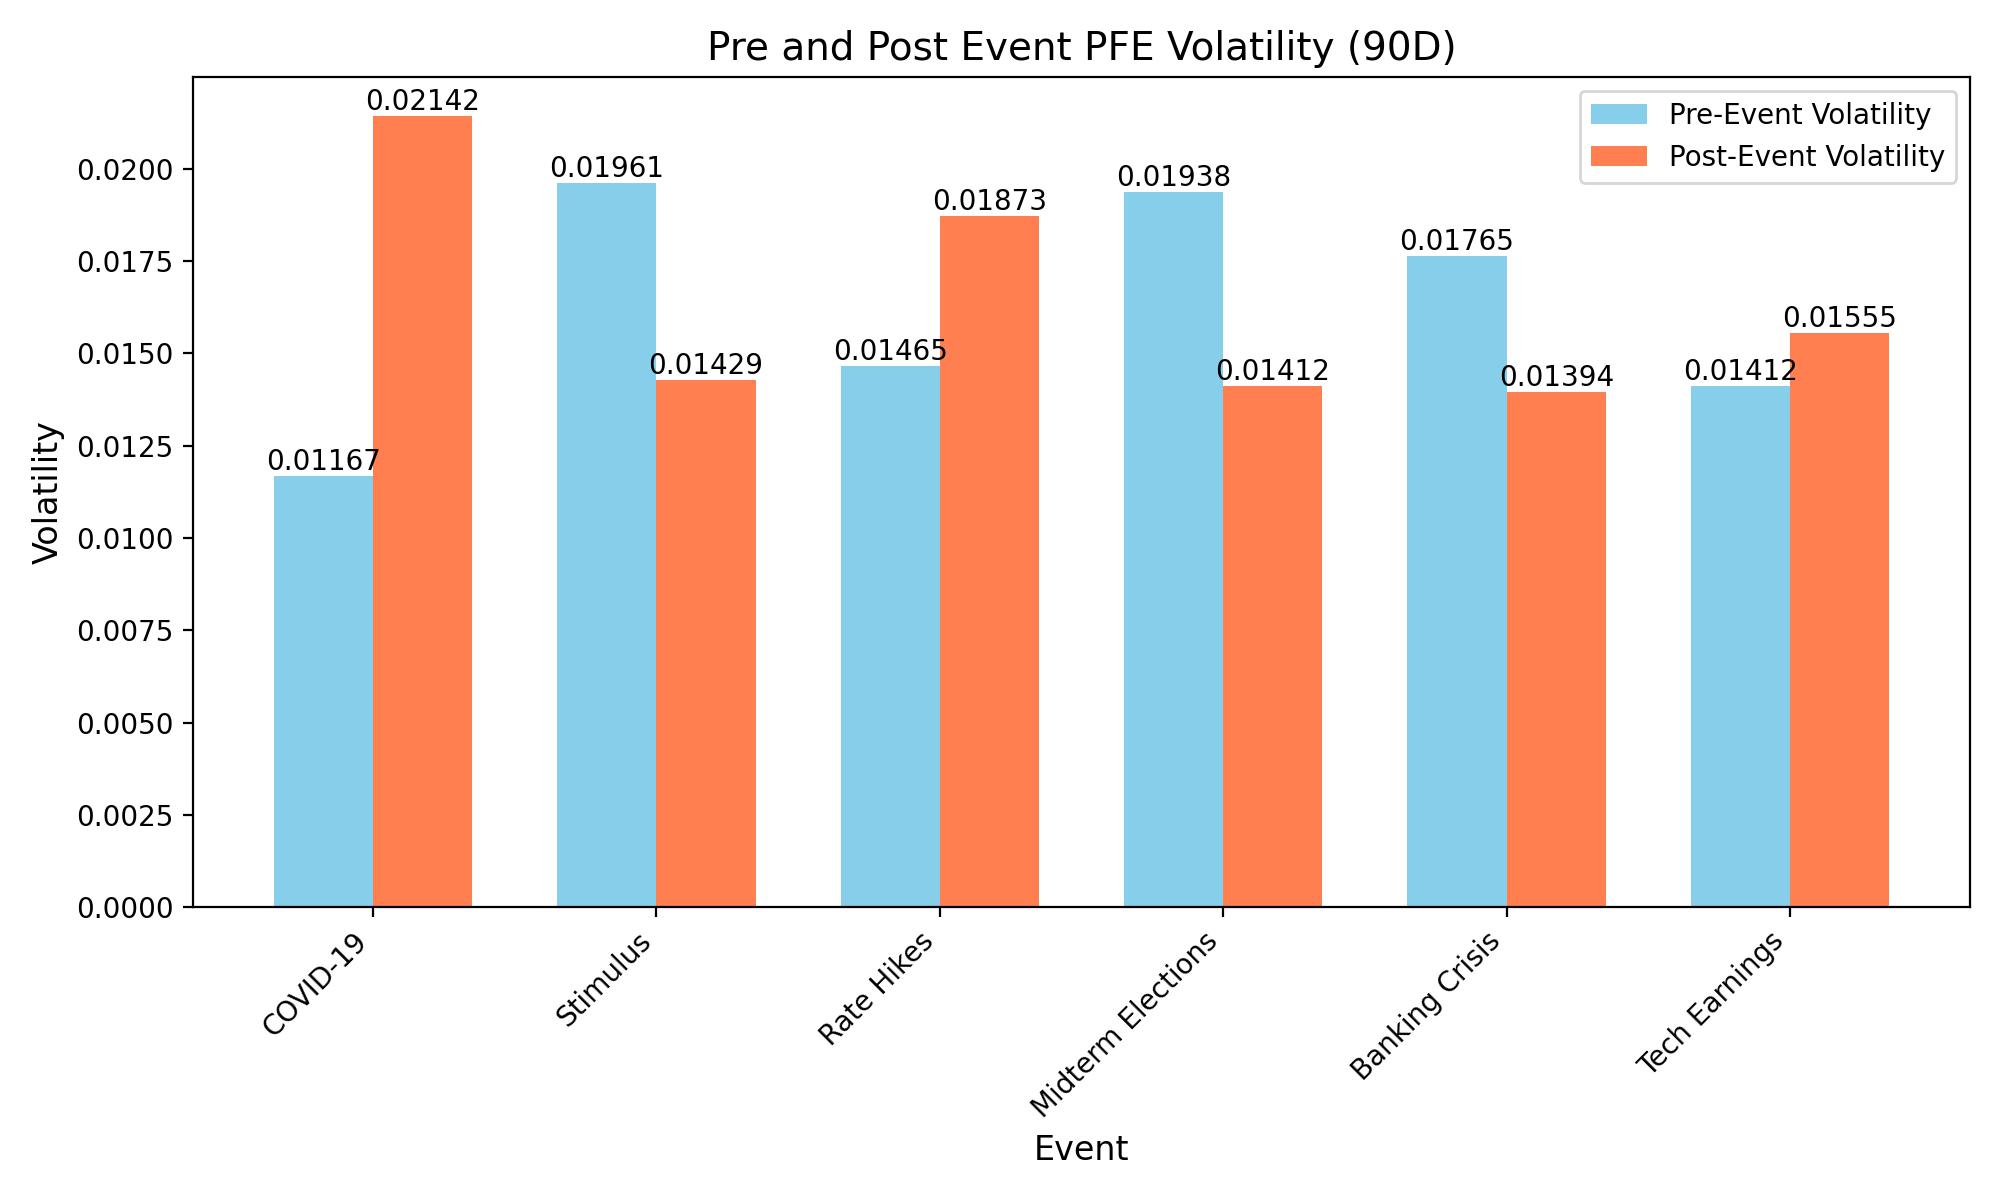 Pre and Post Event PFE Volatility (90D)
Pre-Event Volatility
Post-Event Volatility
Volatility
0.0200
0.0175
0.0150
0.0125
0.0100
0.0075
0.0050
0.0025
0.0000
0.01167
0.02142
0.01961
0.01429
0.01465
0.01873
0.01938
0.01412
0.01765
0.01394
0.01412
0.01555
COVID-19
Stimulus
Rate Hikes
Midterm Elections
Banking Crisis
Tech Earnings
Event